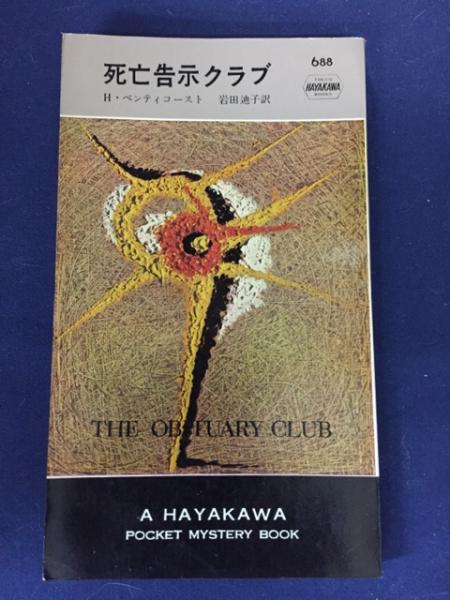 死亡告示クラブ
688
H・ペンティコースト 岩田迪子訳
HAYAKAWA
THE OBITUARY CLUB
A HAYAKAWA
POCKET MYSTERY BOOK